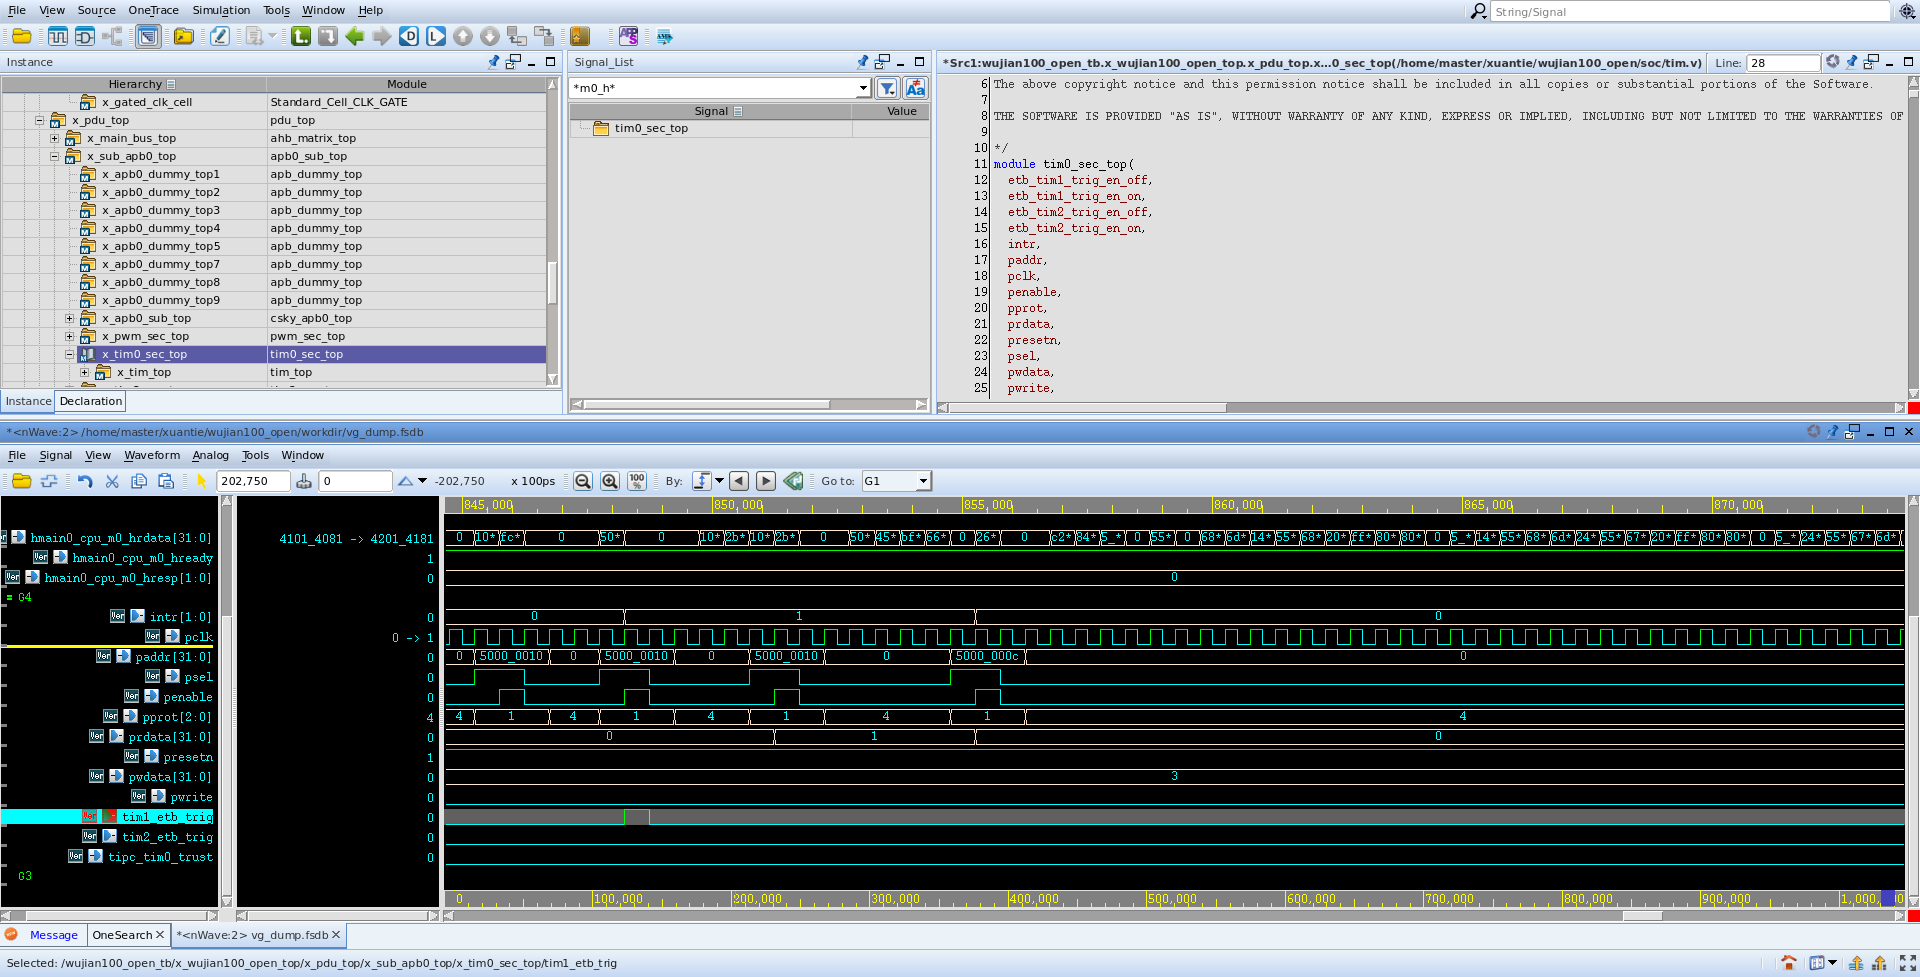 File View Source OneTrace Simulation Tools Window Help
String/Signal
Instance
Hierarchy Module
x_gated_clk_cell Standard_Cell_CLK_GATE
x_pdu_top pdu_top
x_main_bus_top ahb_matrix_top
x_sub_apb0_top apb0_sub_top
x_apb0_dummy_top1 apb_dummy_top
x_apb0_dummy_top2 apb_dummy_top
x_apb0_dummy_top3 apb_dummy_top
x_apb0_dummy_top4 apb_dummy_top
x_apb0_dummy_top5 apb_dummy_top
x_apb0_dummy_top7 apb_dummy_top
x_apb0_dummy_top8 apb_dummy_top
x_apb0_dummy_top9 apb_dummy_top
x_apb0_sub_top csky_apb0_top
x_pwm_sec_top pwm_sec_top
x_tim0_sec_top tim0_sec_top
x_tim_top tim_top
Instance Declaration
Signal_List
*m0_h*
Signal Value
tim0_sec_top
*Src1:wujian100_open_tb.x_wujian100_open_top.x_pdu_top.x...0_sec_top(/home/master/xuantie/wujian100_open/soc/tim.v) Line: 28
6 The above copyright notice and this permission notice shall be included in all copies or substantial portions of the Software.
7
8 THE SOFTWARE IS PROVIDED "AS IS", WITHOUT WARRANTY OF ANY KIND, EXPRESS OR IMPLIED, INCLUDING BUT NOT LIMITED TO THE WARRANTIES OF
9
10 */
11 module tim0_sec_top(
12 etb_tim1_trig_en_off,
13 etb_tim1_trig_en_on,
14 etb_tim2_trig_en_off,
15 etb_tim2_trig_en_on,
16 intr,
17 paddr,
18 pclk,
19 penable,
20 pprot,
21 prdata,
22 presetn,
23 psel,
24 pwdata,
25 pwrite,
*<nWave:2> /home/master/xuantie/wujian100_open/workdir/vg_dump.fsdb
File Signal View Waveform Analog Tools Window
202,750 0 -202,750 x 100ps 100 % By: Go to: G1
845,000 850,000 855,000 860,000 865,000 870,000
hmain0_cpu_m0_hrdata[31:0] 4101_4081 -> 4201_4181 0 10* fc* 0 50* 0 10* 2b* 10* 2b* 0 50* 45* bf* 66* 0 26* 0 c2* 84* 5_* 0 55* 0 68* 6d* 14* 55* 68* 20* ff* 80* 80* 0 5_* 14* 55* 68* 24* 55* 67* 20* ff* 80* 80* 0 5_* 24* 55* 67* 6d*
hmain0_cpu_m0_hready 1
hmain0_cpu_m0_hresp[1:0] 0 0
G4
intr[1:0] 0 0 1 0
pclk 0 -> 1
paddr[31:0] 0 0 5000_0010 0 5000_0010 0 5000_0010 0 5000_000c 0
psel 0
penable 0
pprot[2:0] 4 4 1 4 1 4 1 4 1 4
prdata[31:0] 0 0 1 0
presetn 1
pwdata[31:0] 0 3
pwrite 0
tim1_etb_trig 0
tim2_etb_trig 0
tipc_tim0_trust 0
G3
0 100,000 200,000 300,000 400,000 500,000 600,000 700,000 800,000 900,000 1,000,
Message OneSearch *<nWave:2> vg_dump.fsdb
Selected: /wujian100_open_tb/x_wujian100_open_top/x_pdu_top/x_sub_apb0_top/x_tim0_sec_top/tim1_etb_trig